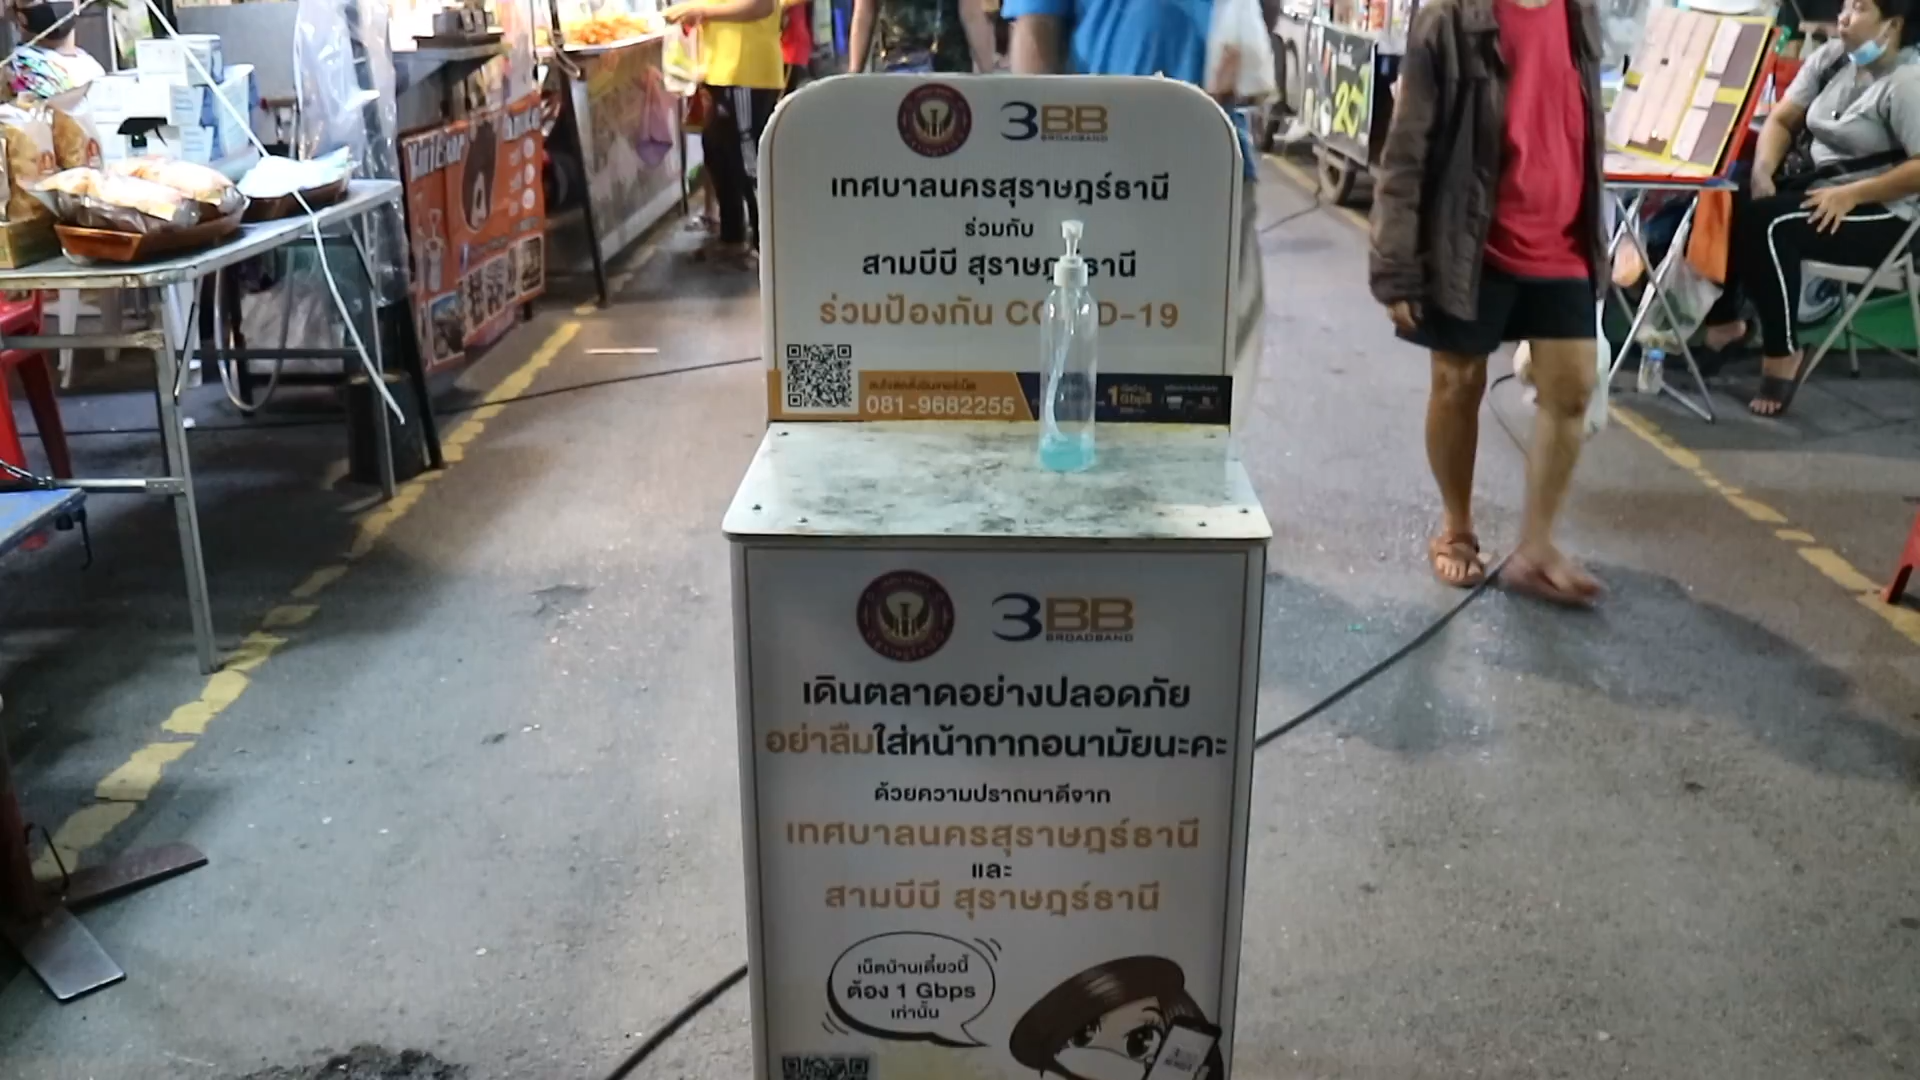 3BB
BROADBAND
เทศบาลนครสุราษฎร์ธานี
ร่วมกับ
สามบีบี สุราษฎร์ธานี
ร่วมป้องกัน COVID-19
081-9682255
1 Gbps
3BB
BROADBAND
เดินตลาดอย่างปลอดภัย
อย่าลืมใส่หน้ากากอนามัยนะคะ
ด้วยความปรารถนาดีจาก
เทศบาลนครสุราษฎร์ธานี
และ
สามบีบี สุราษฎร์ธานี
เน็ตบ้านเดี๋ยวนี้
ต้อง 1 Gbps
เท่านั้น